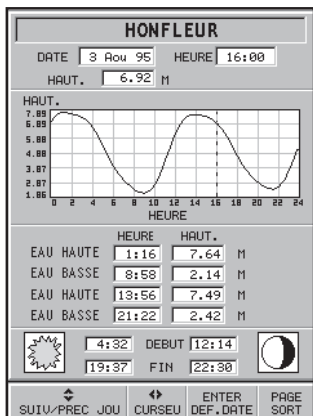 HONFLEUR
DATE 3 Aou 95 HEURE 16:00
HAUT. 6.92 M
HAUT.
7.89
6.89
5.88
4.88
3.87
2.87
1.86
0 2 4 6 8 10 12 14 16 18 20 22 24
HEURE
HEURE HAUT.
EAU HAUTE 1:16 7.64 M
EAU BASSE 8:58 2.14 M
EAU HAUTE 13:56 7.49 M
EAU BASSE 21:22 2.42 M
4:32 DEBUT 12:14
19:37 FIN 22:30
SUIV/PREC JOU CURSEU ENTER DEF.DATE PAGE SORT